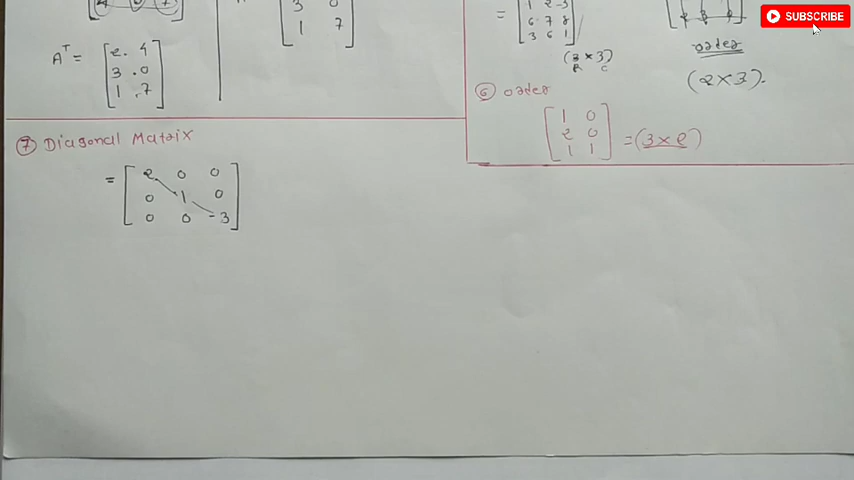 A^T = [2 4
3 0
1 7]
3 0
1 7
= [1 2 -3
6 7 8
3 6 1]
(3 × 3)
R C
order
(2×3).
SUBSCRIBE
⑥ order
[1 0
2 0
1 1] = (3 × 2)
⑦ Diagonal Matrix
= [2 0 0
0 1 0
0 0 -3]